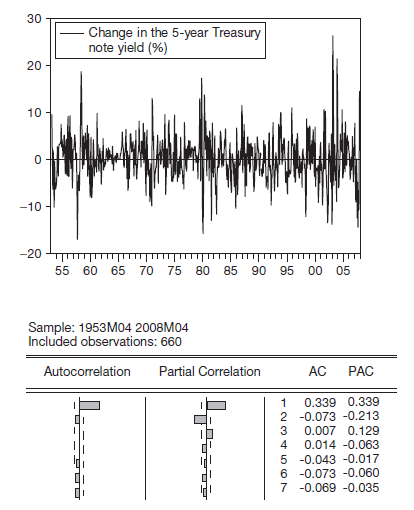 30
20
10
0
−10
−20
Change in the 5-year Treasury
note yield (%)
55 60 65 70 75 80 85 90 95 00 05
Sample: 1953M04 2008M04
Included observations: 660
Autocorrelation Partial Correlation AC PAC
1 0.339 0.339
2 -0.073 -0.213
3 0.007 0.129
4 0.014 -0.063
5 -0.043 -0.017
6 -0.073 -0.060
7 -0.069 -0.035